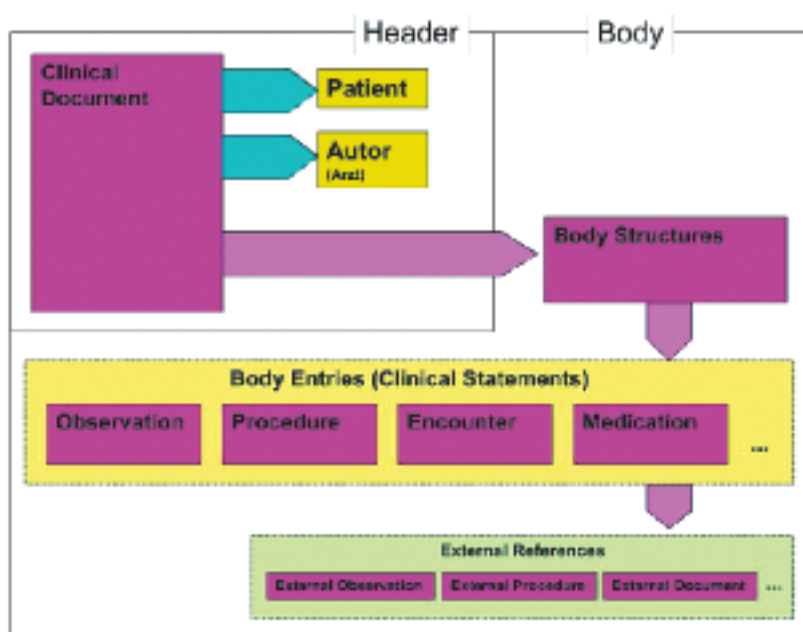 Header
Body
Clinical
Document
Patient
Autor
(Arzt)
Body Structures
Body Entries (Clinical Statements)
Observation
Procedure
Encounter
Medication
...
External References
External Observation
External Procedure
External Document
...